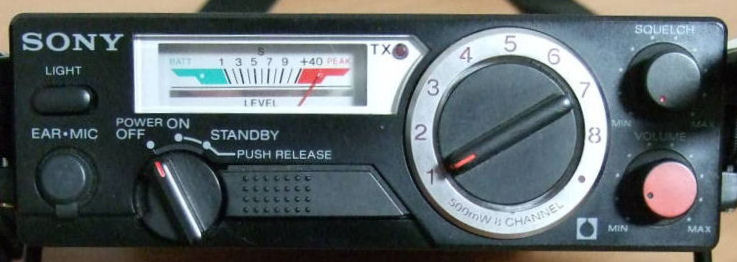 SONY
TX
S
BATT 1 3 5 7 9 +40 PEAK
LEVEL
LIGHT
EAR•MIC
POWER ON
OFF
STANDBY
PUSH RELEASE
1 2 3 4 5 6 7 8
500mW 8 CHANNEL
SQUELCH
MIN MAX
VOLUME
MIN MAX